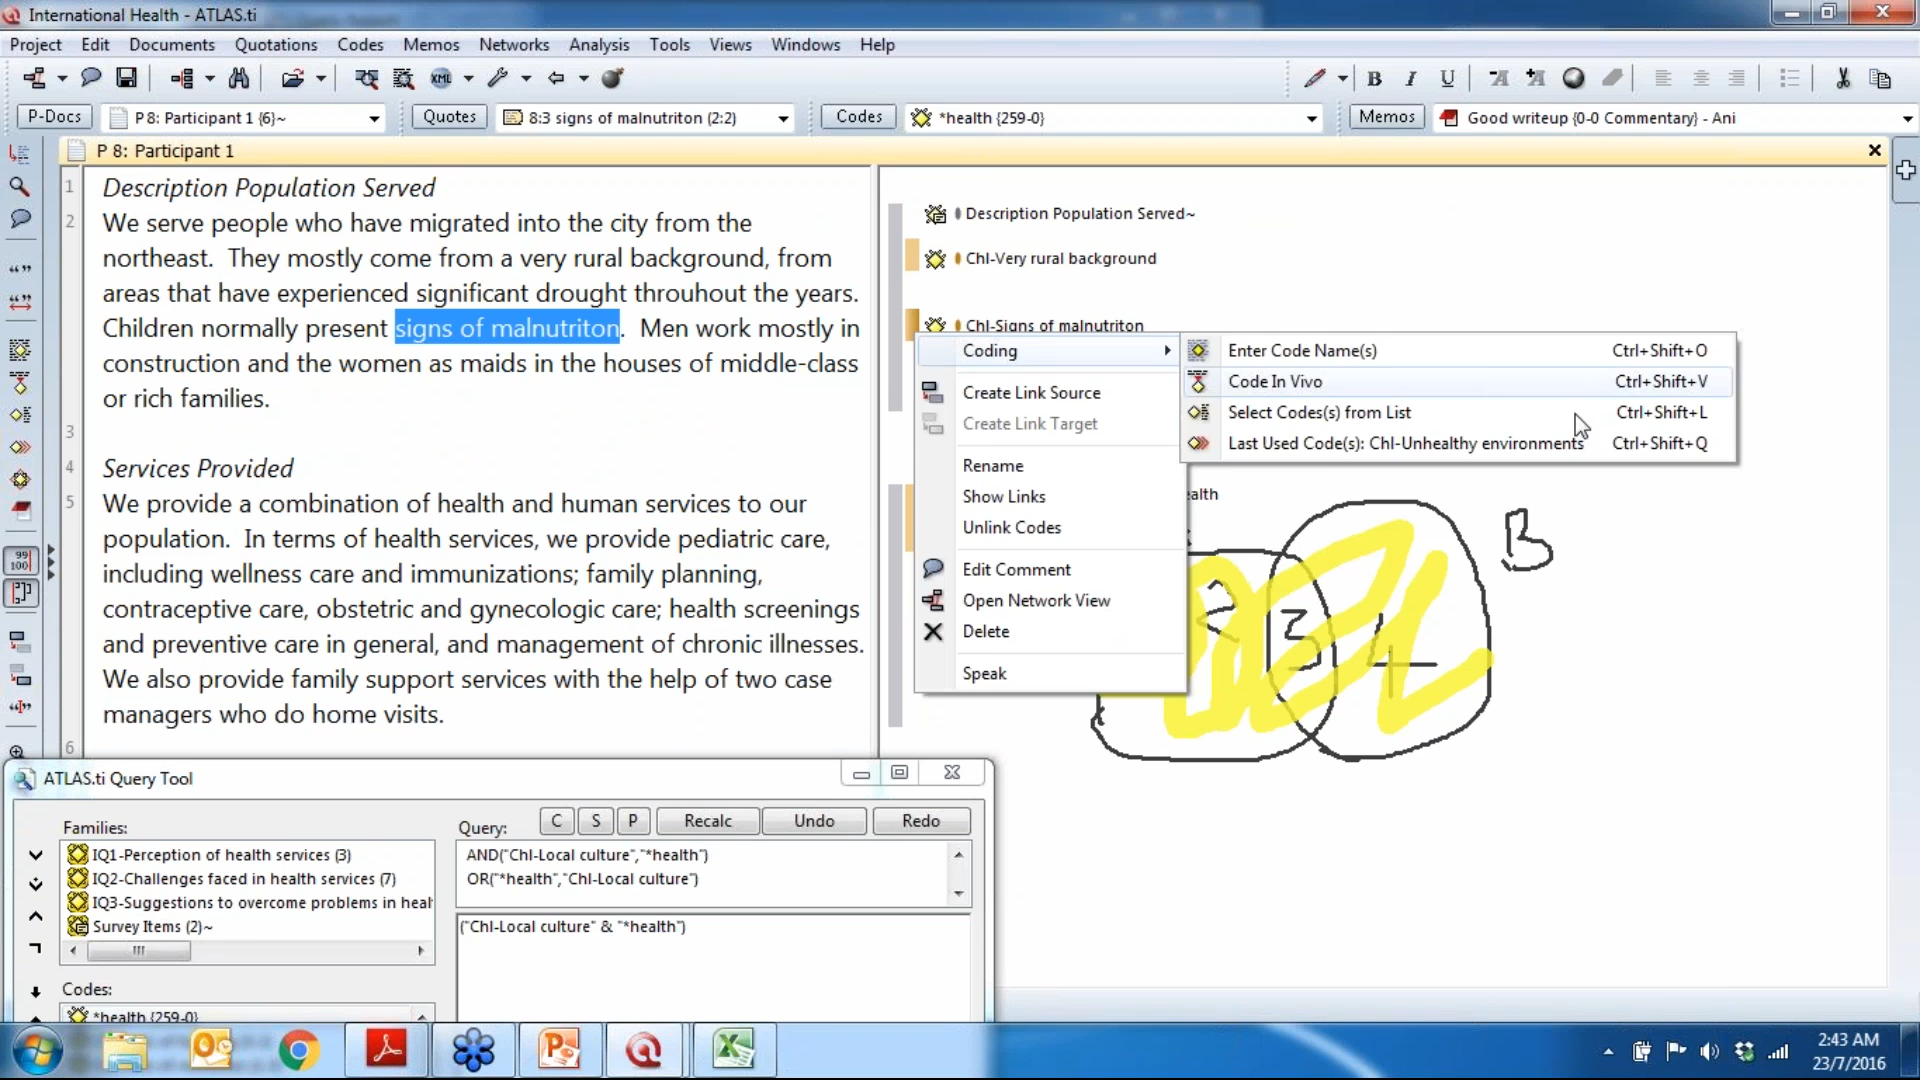 International Health - ATLAS.ti
Project Edit Documents Quotations Codes Memos Networks Analysis Tools Views Windows Help
XML B I U A A
P-Docs P 8: Participant 1 {6}~ Quotes 8:3 signs of malnutriton (2:2) Codes *health {259-0} Memos Good writeup {0-0 Commentary} - Ani
P 8: Participant 1
1 Description Population Served
2 We serve people who have migrated into the city from the
northeast. They mostly come from a very rural background, from
areas that have experienced significant drought throuhout the years.
Children normally present signs of malnutriton. Men work mostly in
construction and the women as maids in the houses of middle-class
or rich families.
3
4 Services Provided
5 We provide a combination of health and human services to our
population. In terms of health services, we provide pediatric care,
including wellness care and immunizations; family planning,
contraceptive care, obstetric and gynecologic care; health screenings
and preventive care in general, and management of chronic illnesses.
We also provide family support services with the help of two case
managers who do home visits.
6
99
100
Description Population Served~
Chl-Very rural background
Chl-Signs of malnutriton
Coding
Create Link Source
Create Link Target
Rename
Show Links
Unlink Codes
Edit Comment
Open Network View
Delete
Speak
Enter Code Name(s) Ctrl+Shift+O
Code In Vivo Ctrl+Shift+V
Select Codes(s) from List Ctrl+Shift+L
Last Used Code(s): Chl-Unhealthy environments Ctrl+Shift+Q
ealth
B
2 3 4
ATLAS.ti Query Tool
Families:
IQ1-Perception of health services (3)
IQ2-Challenges faced in health services (7)
IQ3-Suggestions to overcome problems in heal
Survey Items (2)~
Codes:
*health {259-0}
Query: C S P Recalc Undo Redo
AND("Chl-Local culture","*health")
OR("*health","Chl-Local culture")
("Chl-Local culture" & "*health")
2:43 AM
23/7/2016